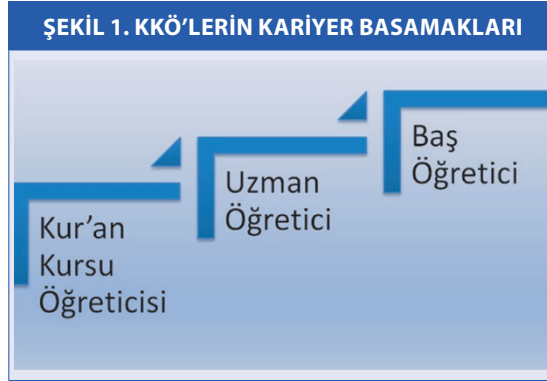 ŞEKİL 1. KKÖ’LERİN KARİYER BASAMAKLARI
Kur’an
Kursu
Öğreticisi
Uzman
Öğretici
Baş
Öğretici